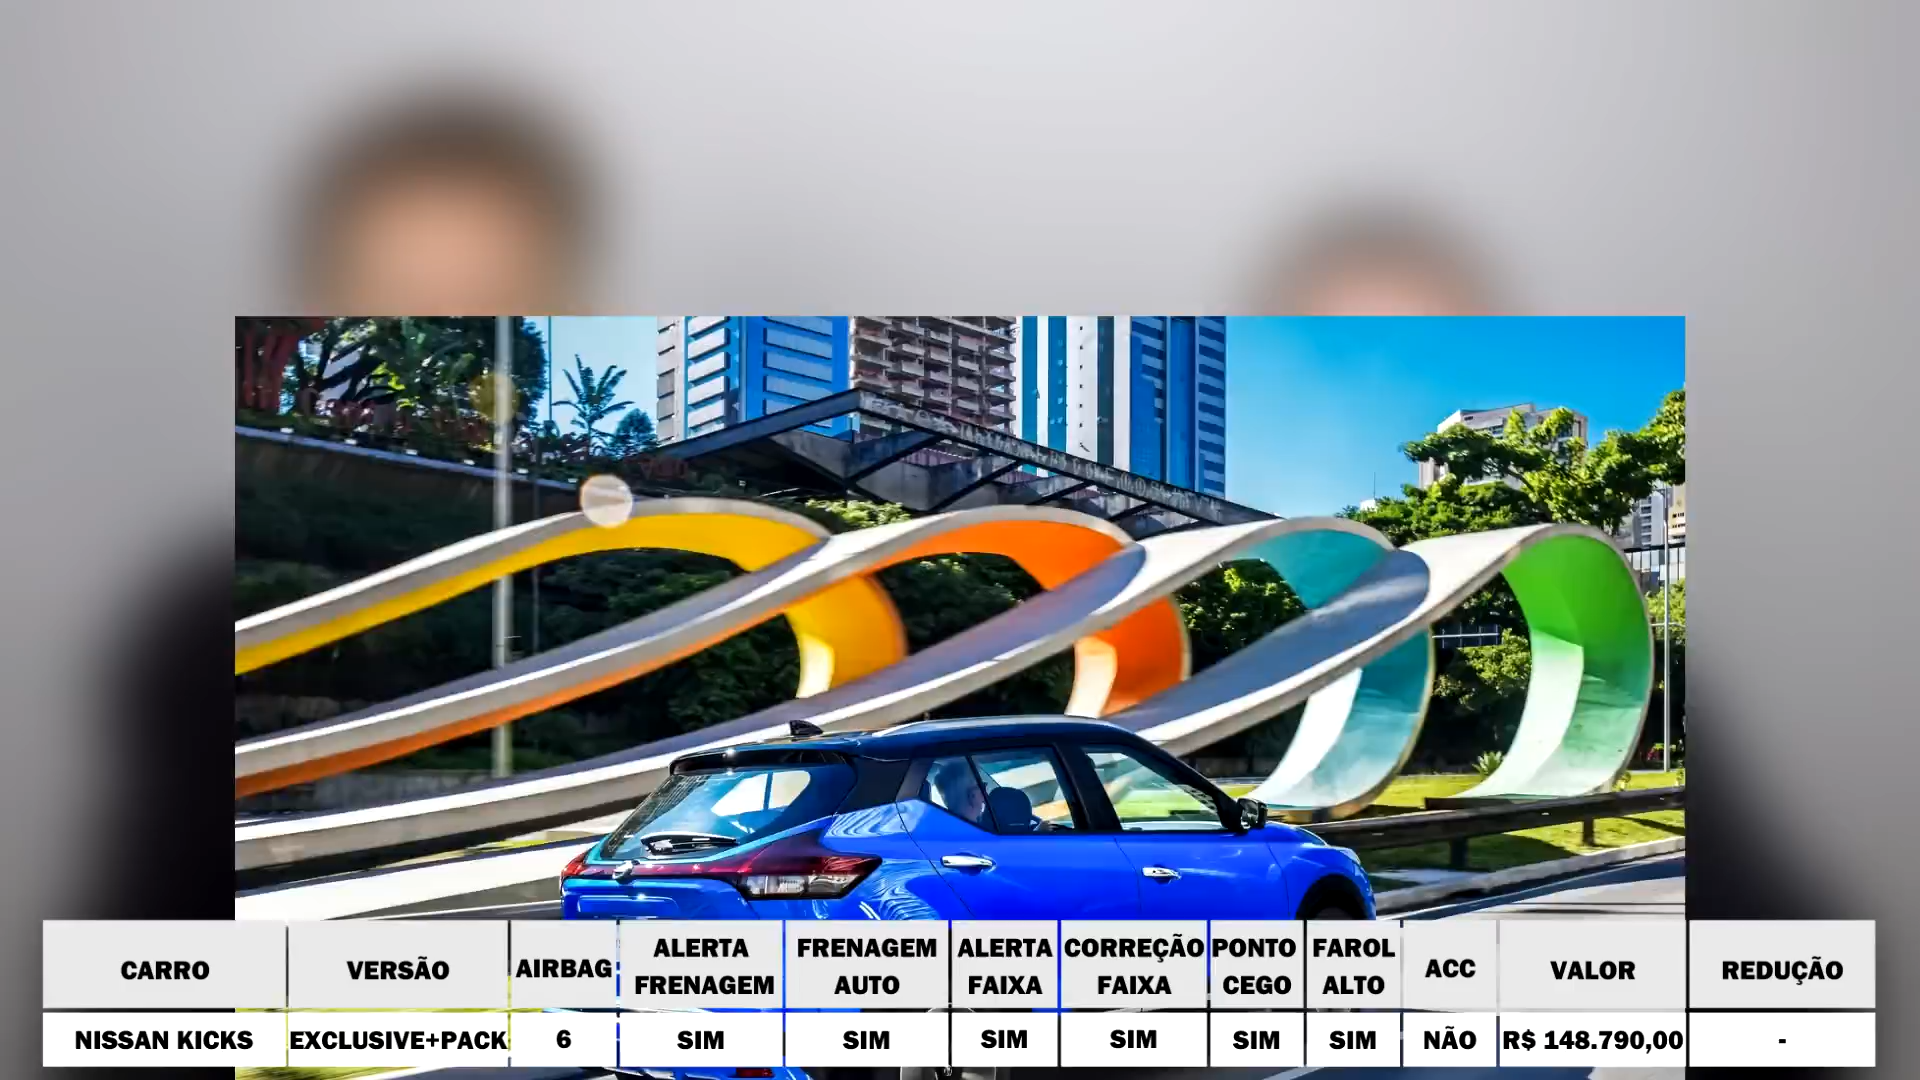 CARRO VERSÃO AIRBAG ALERTA FRENAGEM FRENAGEM AUTO ALERTA FAIXA CORREÇÃO FAIXA PONTO CEGO FAROL ALTO ACC VALOR REDUÇÃO
NISSAN KICKS EXCLUSIVE+PACK 6 SIM SIM SIM SIM SIM SIM NÃO R$ 148.790,00 -